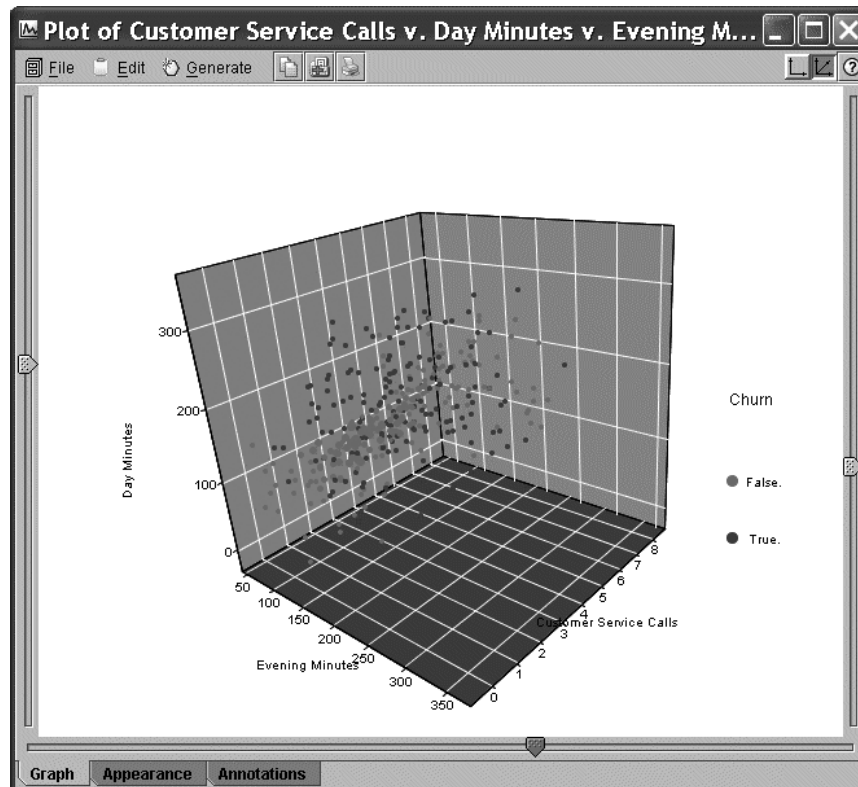 Plot of Customer Service Calls v. Day Minutes v. Evening M...
File Edit Generate
300
200
100
0
Day Minutes
50
100
150
200
250
300
350
Evening Minutes
0
1
2
3
4
5
6
7
8
Customer Service Calls
Churn
False.
True.
Graph Appearance Annotations